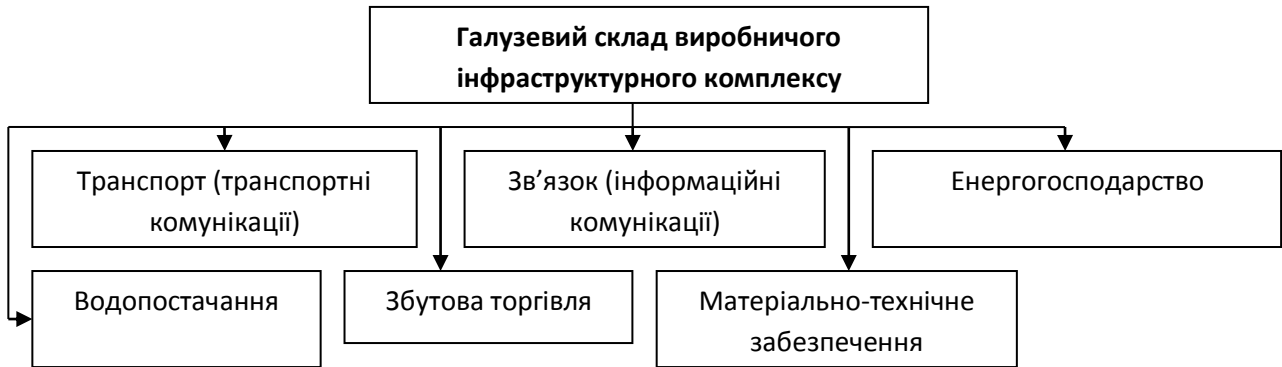 Галузевий склад виробничого
інфраструктурного комплексу
Транспорт (транспортні
комунікації)
Зв’язок (інформаційні
комунікації)
Енергогосподарство
Водопостачання
Збутова торгівля
Матеріально-технічне
забезпечення